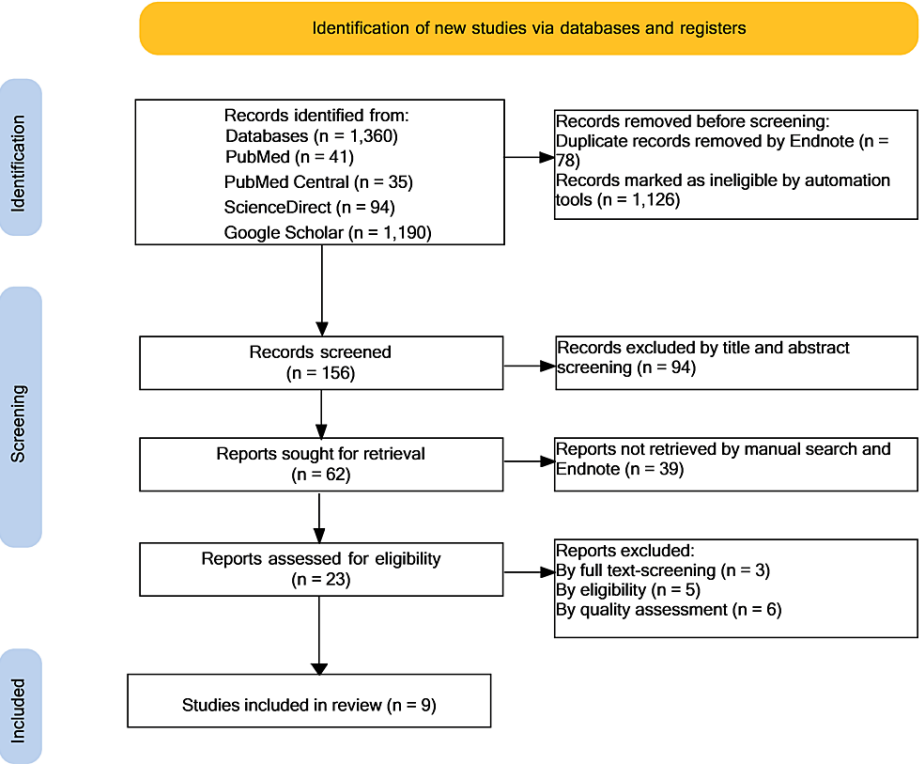 Identification of new studies via databases and registers
Identification
Records identified from:
Databases (n = 1,360)
PubMed (n = 41)
PubMed Central (n = 35)
ScienceDirect (n = 94)
Google Scholar (n = 1,190)
Records removed before screening:
Duplicate records removed by Endnote (n =
78)
Records marked as ineligible by automation
tools (n = 1,126)
Screening
Records screened
(n = 156)
Records excluded by title and abstract
screening (n = 94)
Reports sought for retrieval
(n = 62)
Reports not retrieved by manual search and
Endnote (n = 39)
Reports assessed for eligibility
(n = 23)
Reports excluded:
By full text-screening (n = 3)
By eligibility (n = 5)
By quality assessment (n = 6)
Included
Studies included in review (n = 9)